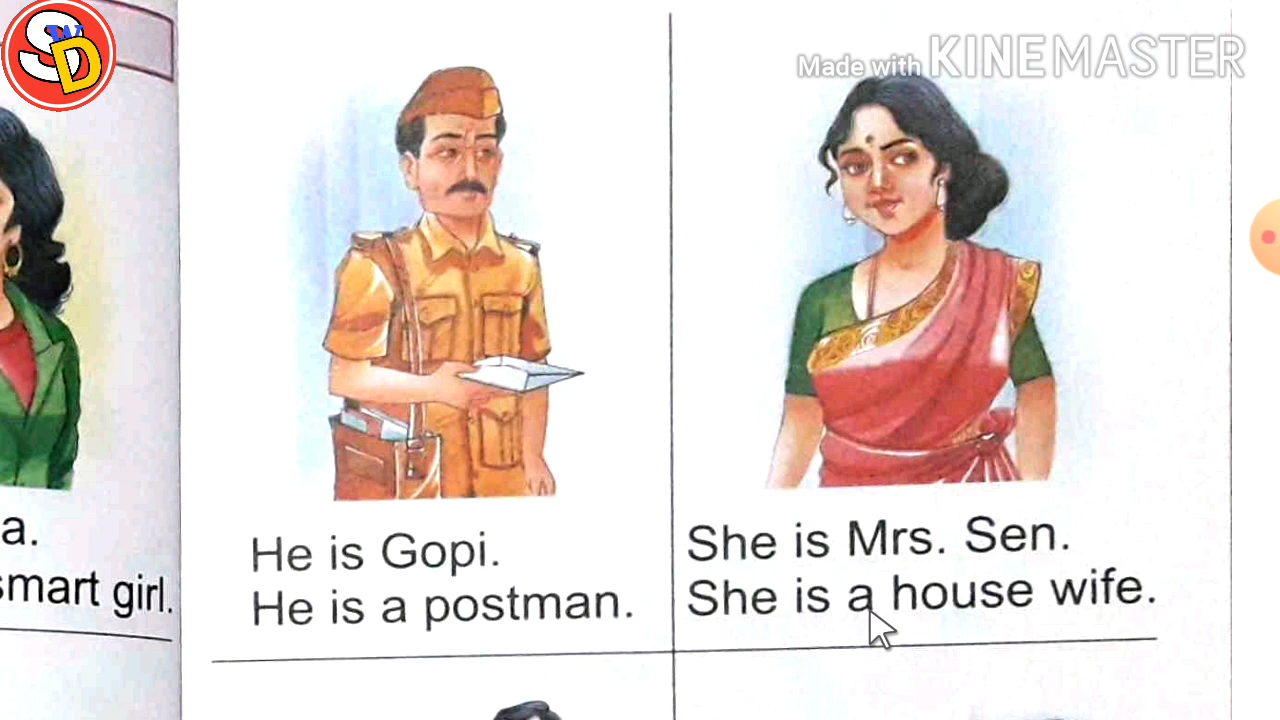 SWD
Made with KINEMASTER
a.
smart girl.
He is Gopi.
He is a postman.
She is Mrs. Sen.
She is a house wife.